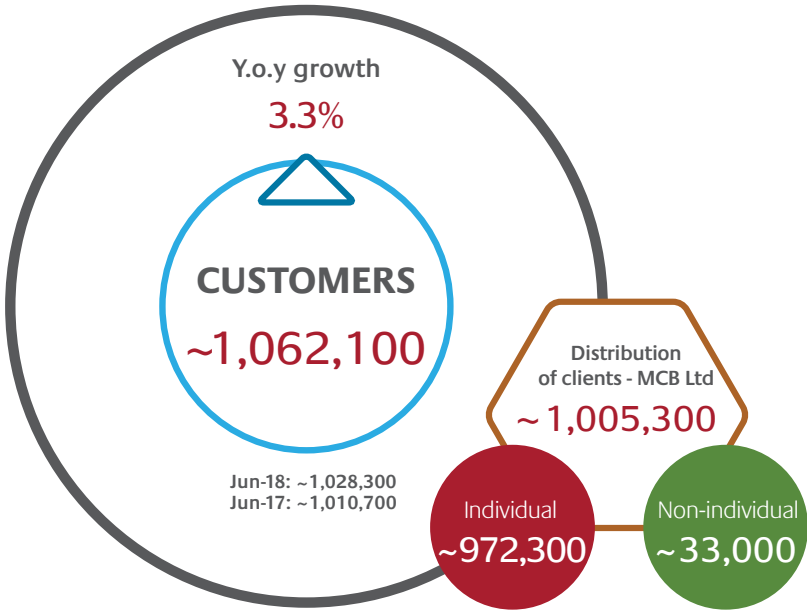 Y.o.y growth
3.3%
CUSTOMERS
~1,062,100
Jun-18: ~1,028,300
Jun-17: ~1,010,700
Distribution
of clients - MCB Ltd
~ 1,005,300
Individual
~972,300
Non-individual
~33,000